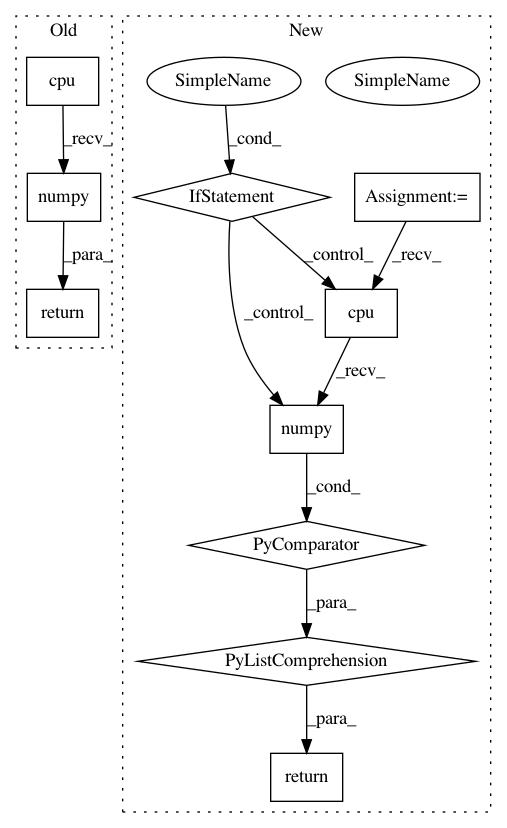 Old
New
cpu
SimpleName
SimpleName
_recv_
_cond_
numpy
IfStatement
Assignment:=
_para_
_control_
_recv_
return
_control_
cpu
_recv_
numpy
_cond_
PyComparator
_para_
PyListComprehension
_para_
return